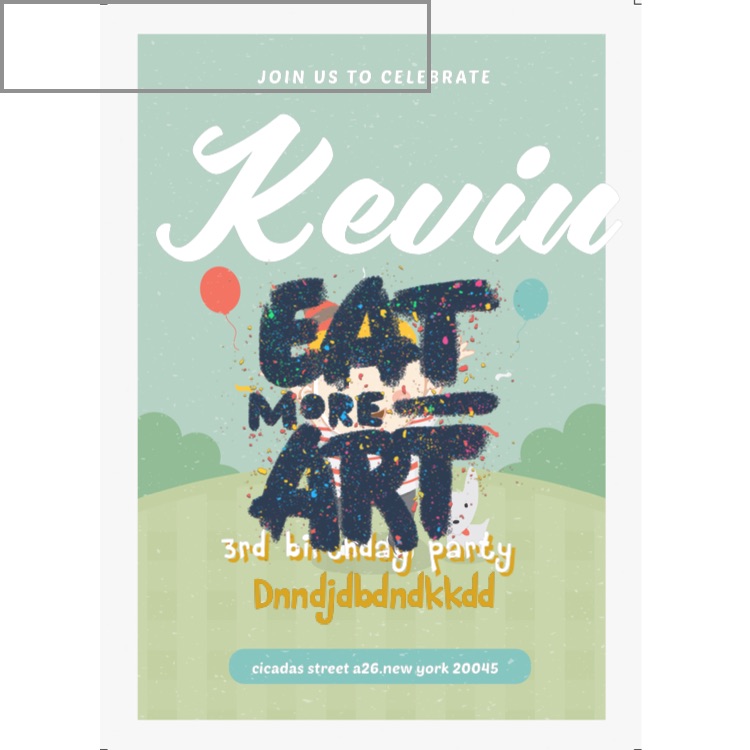 JOIN US TO CELEBRATE
Kevin
EAT
MORE
ART
3rd birthday party
Dnndjdbdndkkdd
cicadas street a26.new york 20045